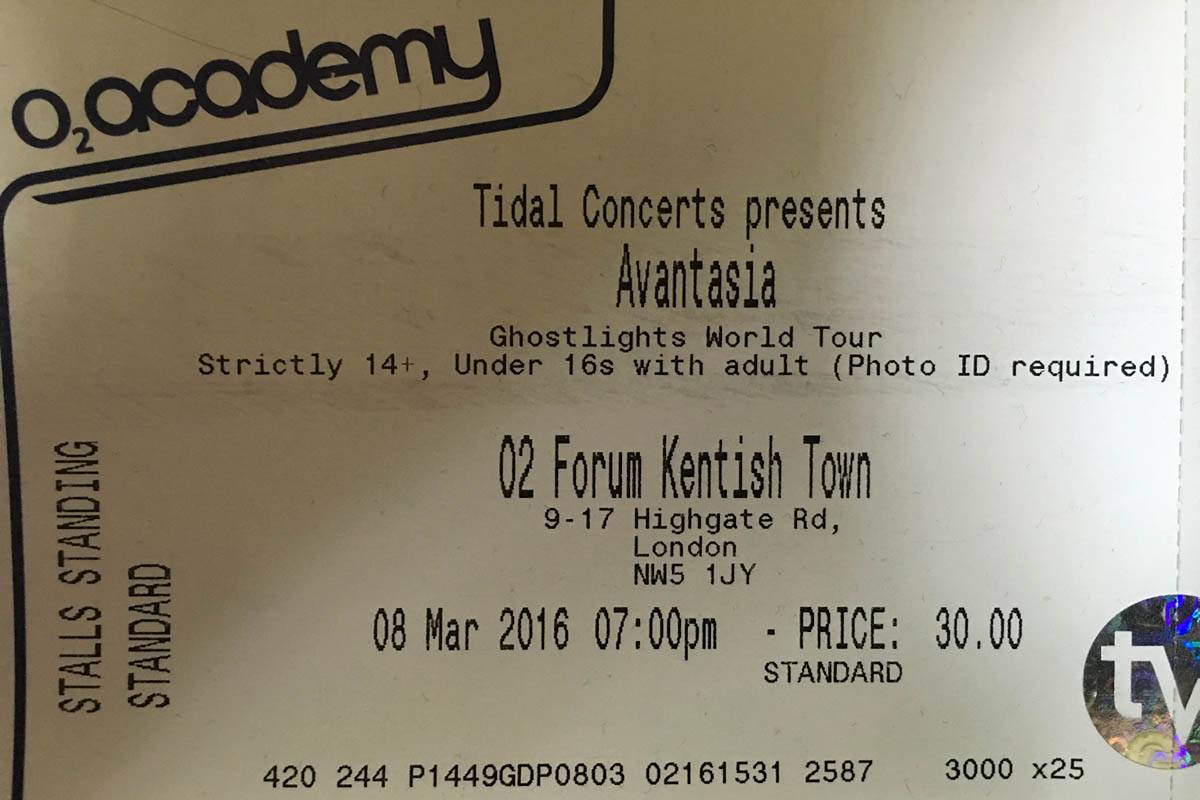 O2 academy
Tidal Concerts presents
Avantasia
Ghostlights World Tour
Strictly 14+, Under 16s with adult (Photo ID required)
O2 Forum Kentish Town
9-17 Highgate Rd,
London
NW5 1JY
08 Mar 2016 07:00pm - PRICE: 30.00
STANDARD
STALLS STANDING
STANDARD
420 244 P1449GDP0803 02161531 2587 3000 x25